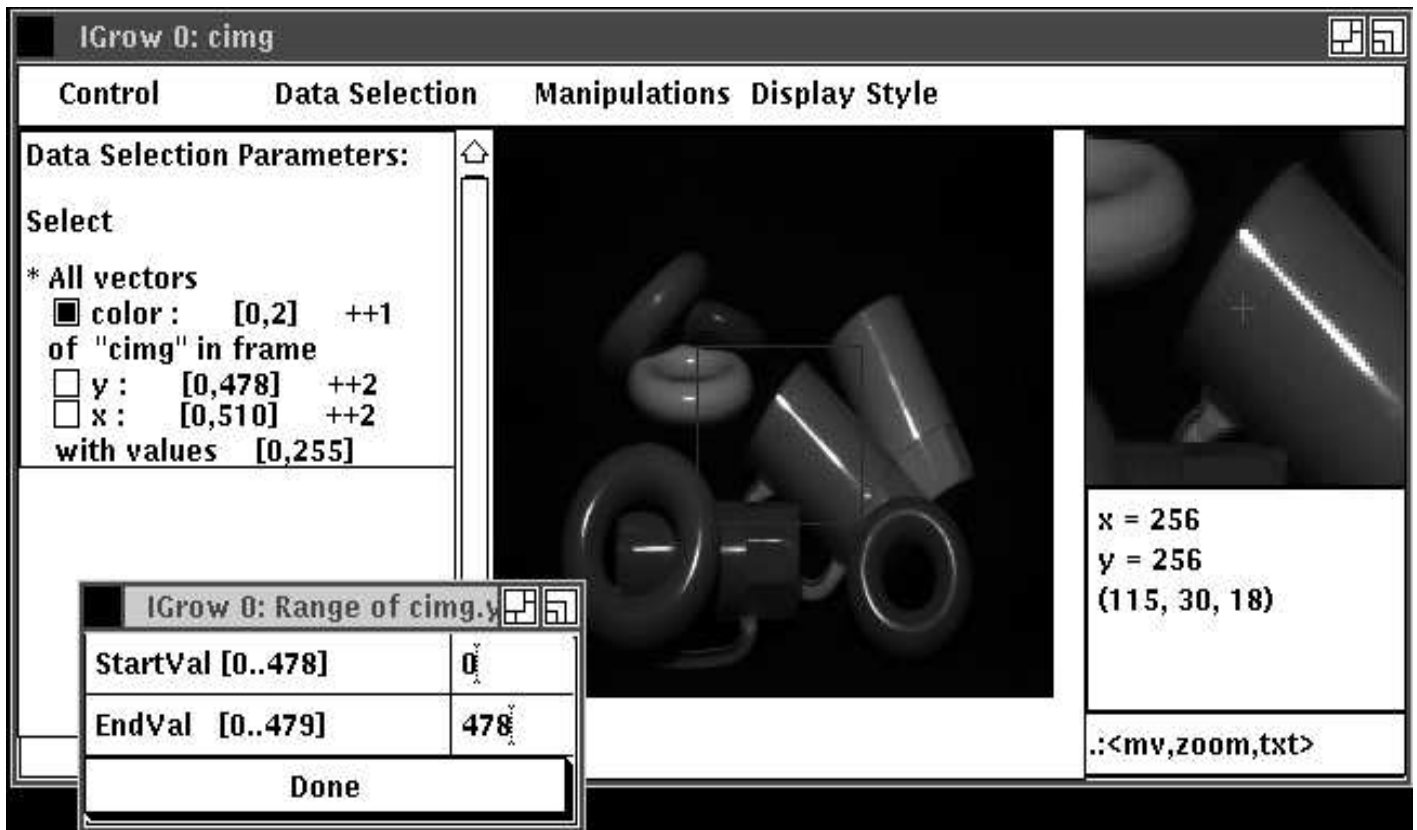 IGrow 0: cimg
Control Data Selection Manipulations Display Style
Data Selection Parameters:
Select
* All vectors
color : [0,2] ++1
of "cimg" in frame
y : [0,478] ++2
x : [0,510] ++2
with values [0,255]
x = 256
y = 256
(115, 30, 18)
.:<mv,zoom,txt>
IGrow 0: Range of cimg.y
StartVal [0..478] 0
EndVal [0..479] 478
Done